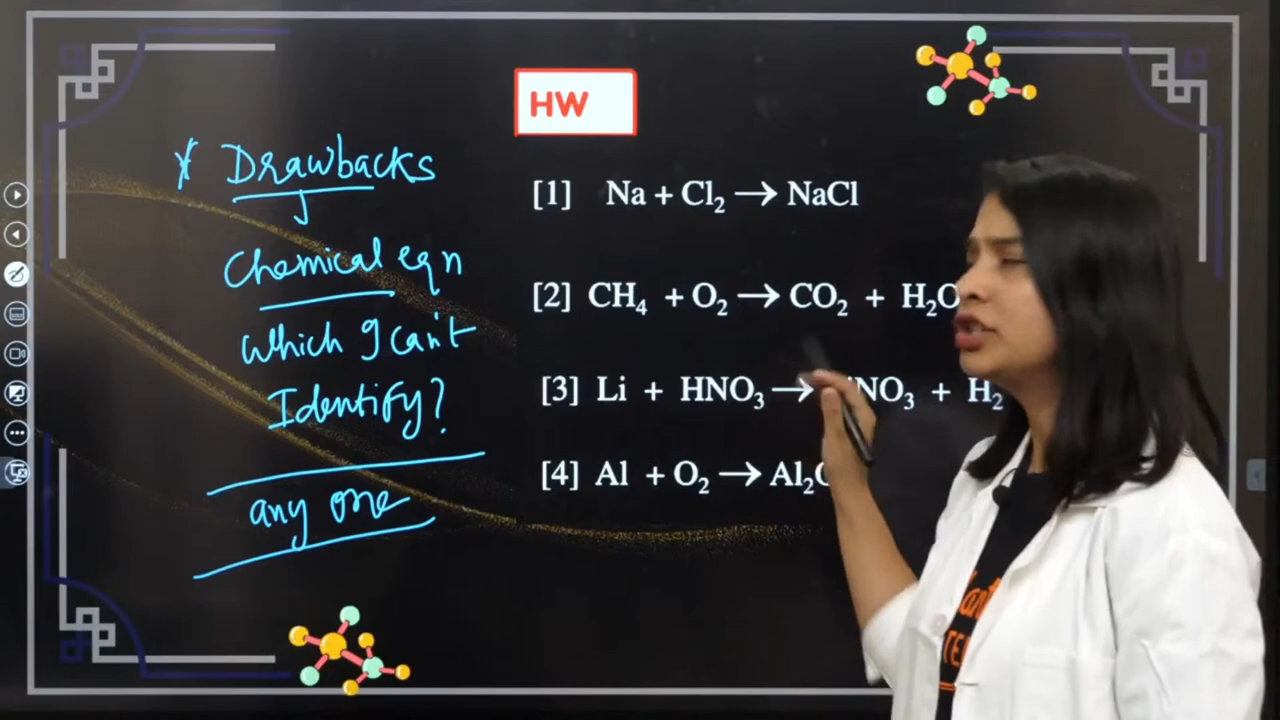 HW
* Drawbacks
Chemical eqn
which I can't
Identify?
any one
[1] Na + Cl₂ → NaCl
[2] CH₄ + O₂ → CO₂ + H₂O
[3] Li + HNO₃ → NO₃ + H₂
[4] Al + O₂ → Al₂